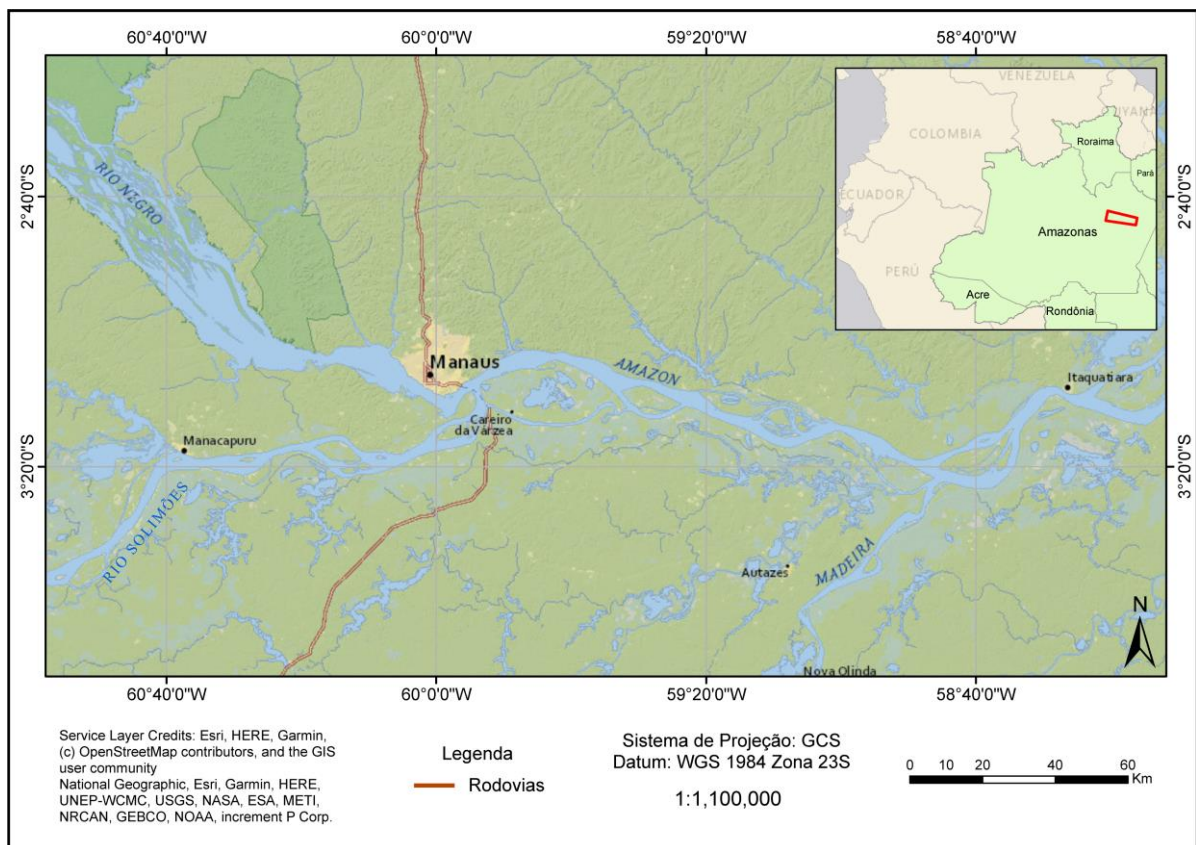 60°40'0"W 60°0'0"W 59°20'0"W 58°40'0"W
VENEZUELA
GUYANA
COLOMBIA
Roraima
Pará
ECUADOR
Amazonas
PERÚ
Acre
Rondônia
2°40'0"S 2°40'0"S
RIO NEGRO
Manaus
AMAZON
Itaquatiara
Careiro
da Várzea
Manacapuru
3°20'0"S 3°20'0"S
RIO SOLIMÕES
MADEIRA
Autazes
N
Nova Olinda
60°40'0"W 60°0'0"W 59°20'0"W 58°40'0"W
Service Layer Credits: Esri, HERE, Garmin,
(c) OpenStreetMap contributors, and the GIS
user community
National Geographic, Esri, Garmin, HERE,
UNEP-WCMC, USGS, NASA, ESA, METI,
NRCAN, GEBCO, NOAA, increment P Corp.
Legenda
Rodovias
Sistema de Projeção: GCS
Datum: WGS 1984 Zona 23S
1:1,100,000
0 10 20 40 60
Km